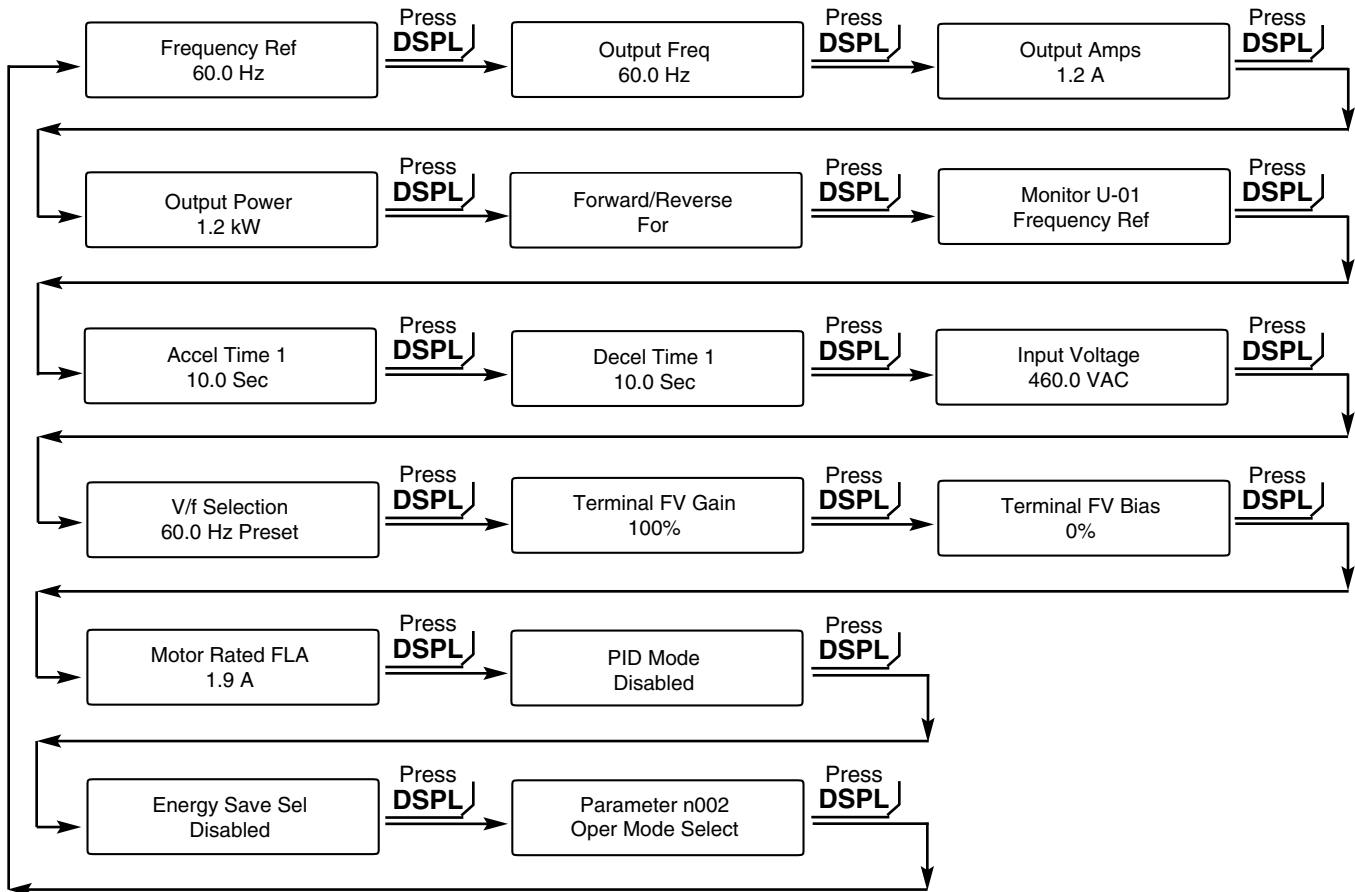 Frequency Ref
60.0 Hz
Press
DSPL
Output Freq
60.0 Hz
Press
DSPL
Output Amps
1.2 A
Press
DSPL
Output Power
1.2 kW
Press
DSPL
Forward/Reverse
For
Press
DSPL
Monitor U-01
Frequency Ref
Press
DSPL
Accel Time 1
10.0 Sec
Press
DSPL
Decel Time 1
10.0 Sec
Press
DSPL
Input Voltage
460.0 VAC
Press
DSPL
V/f Selection
60.0 Hz Preset
Press
DSPL
Terminal FV Gain
100%
Press
DSPL
Terminal FV Bias
0%
Press
DSPL
Motor Rated FLA
1.9 A
Press
DSPL
PID Mode
Disabled
Press
DSPL
Energy Save Sel
Disabled
Press
DSPL
Parameter n002
Oper Mode Select
Press
DSPL